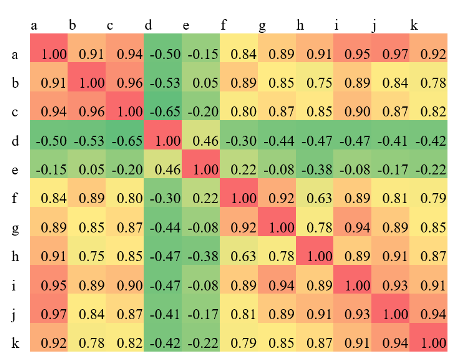 a b c d e f g h i j k
a 1.00 0.91 0.94 -0.50 -0.15 0.84 0.89 0.91 0.95 0.97 0.92
b 0.91 1.00 0.96 -0.53 0.05 0.89 0.85 0.75 0.89 0.84 0.78
c 0.94 0.96 1.00 -0.65 -0.20 0.80 0.87 0.85 0.90 0.87 0.82
d -0.50 -0.53 -0.65 1.00 0.46 -0.30 -0.44 -0.47 -0.47 -0.41 -0.42
e -0.15 0.05 -0.20 0.46 1.00 0.22 -0.08 -0.38 -0.08 -0.17 -0.22
f 0.84 0.89 0.80 -0.30 0.22 1.00 0.92 0.63 0.89 0.81 0.79
g 0.89 0.85 0.87 -0.44 -0.08 0.92 1.00 0.78 0.94 0.89 0.85
h 0.91 0.75 0.85 -0.47 -0.38 0.63 0.78 1.00 0.89 0.91 0.87
i 0.95 0.89 0.90 -0.47 -0.08 0.89 0.94 0.89 1.00 0.93 0.91
j 0.97 0.84 0.87 -0.41 -0.17 0.81 0.89 0.91 0.93 1.00 0.94
k 0.92 0.78 0.82 -0.42 -0.22 0.79 0.85 0.87 0.91 0.94 1.00